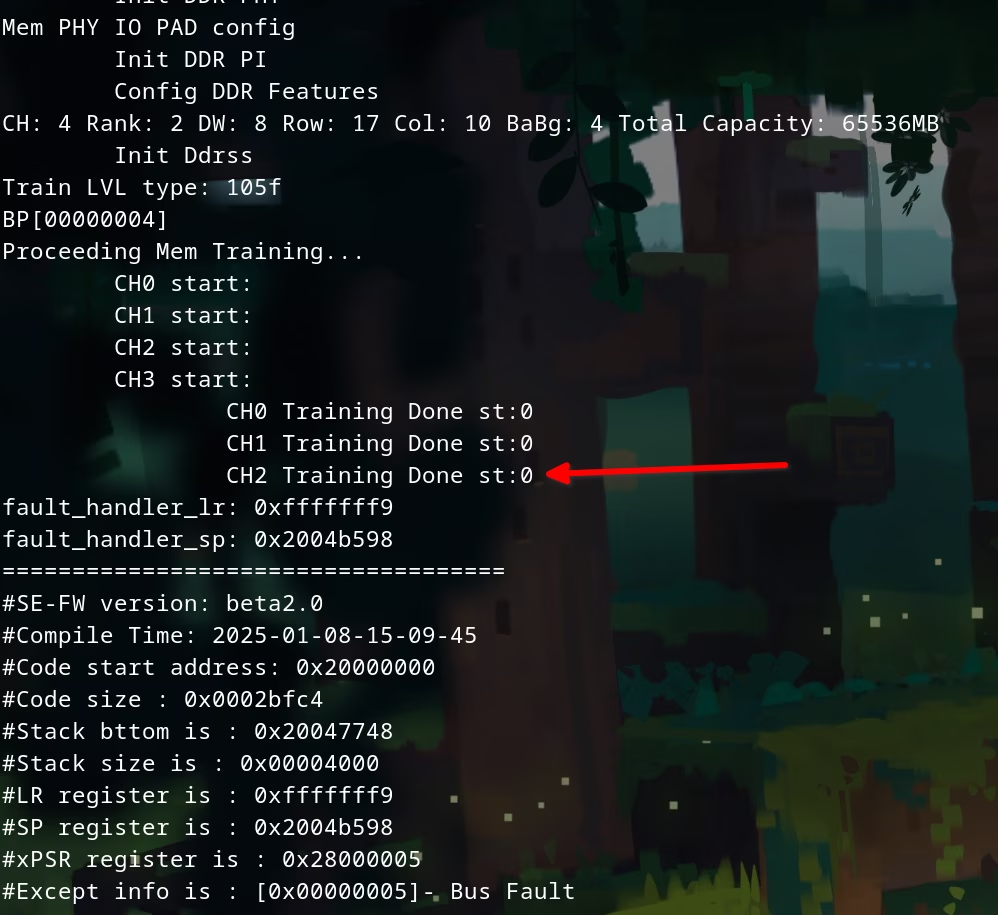 Mem PHY IO PAD config
Init DDR PI
Config DDR Features
CH: 4 Rank: 2 DW: 8 Row: 17 Col: 10 BaBg: 4 Total Capacity: 65536MB
Init Ddrss
Train LVL type: 105f
BP[00000004]
Proceeding Mem Training...
CH0 start:
CH1 start:
CH2 start:
CH3 start:
CH0 Training Done st:0
CH1 Training Done st:0
CH2 Training Done st:0
fault_handler_lr: 0xfffffff9
fault_handler_sp: 0x2004b598
====================================
#SE-FW version: beta2.0
#Compile Time: 2025-01-08-15-09-45
#Code start address: 0x20000000
#Code size : 0x0002bfc4
#Stack bttom is : 0x20047748
#Stack size is : 0x00004000
#LR register is : 0xfffffff9
#SP register is : 0x2004b598
#xPSR register is : 0x28000005
#Except info is : [0x00000005]- Bus Fault